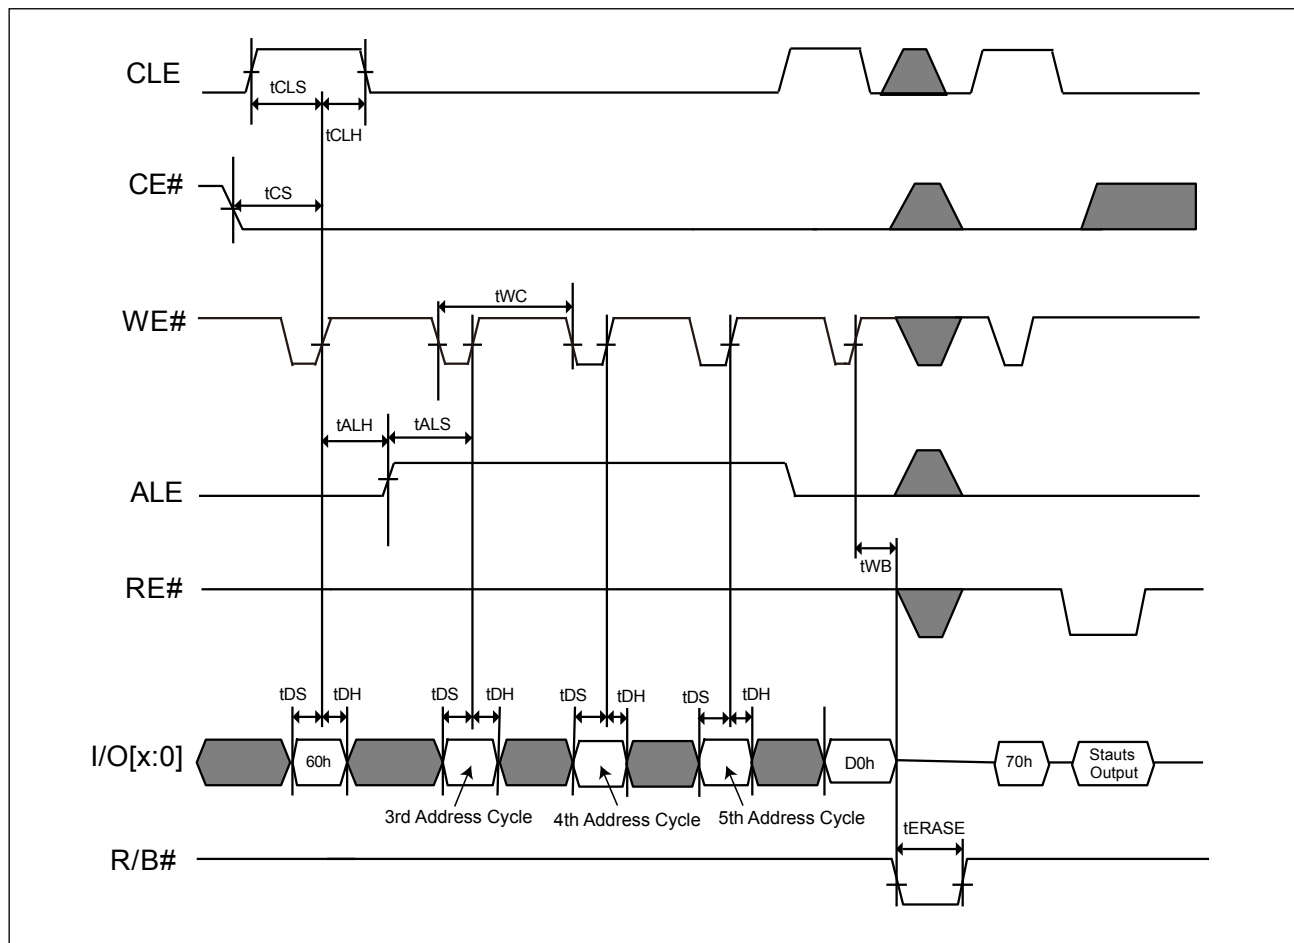 CLE
tCLS
tCLH
CE#
tCS
WE#
tWC
ALE
tALH
tALS
RE#
tWB
tDS tDH tDS tDH tDS tDH tDS tDH
I/O[x:0]
60h
D0h
70h
Stauts
Output
3rd Address Cycle
4th Address Cycle
5th Address Cycle
tERASE
R/B#